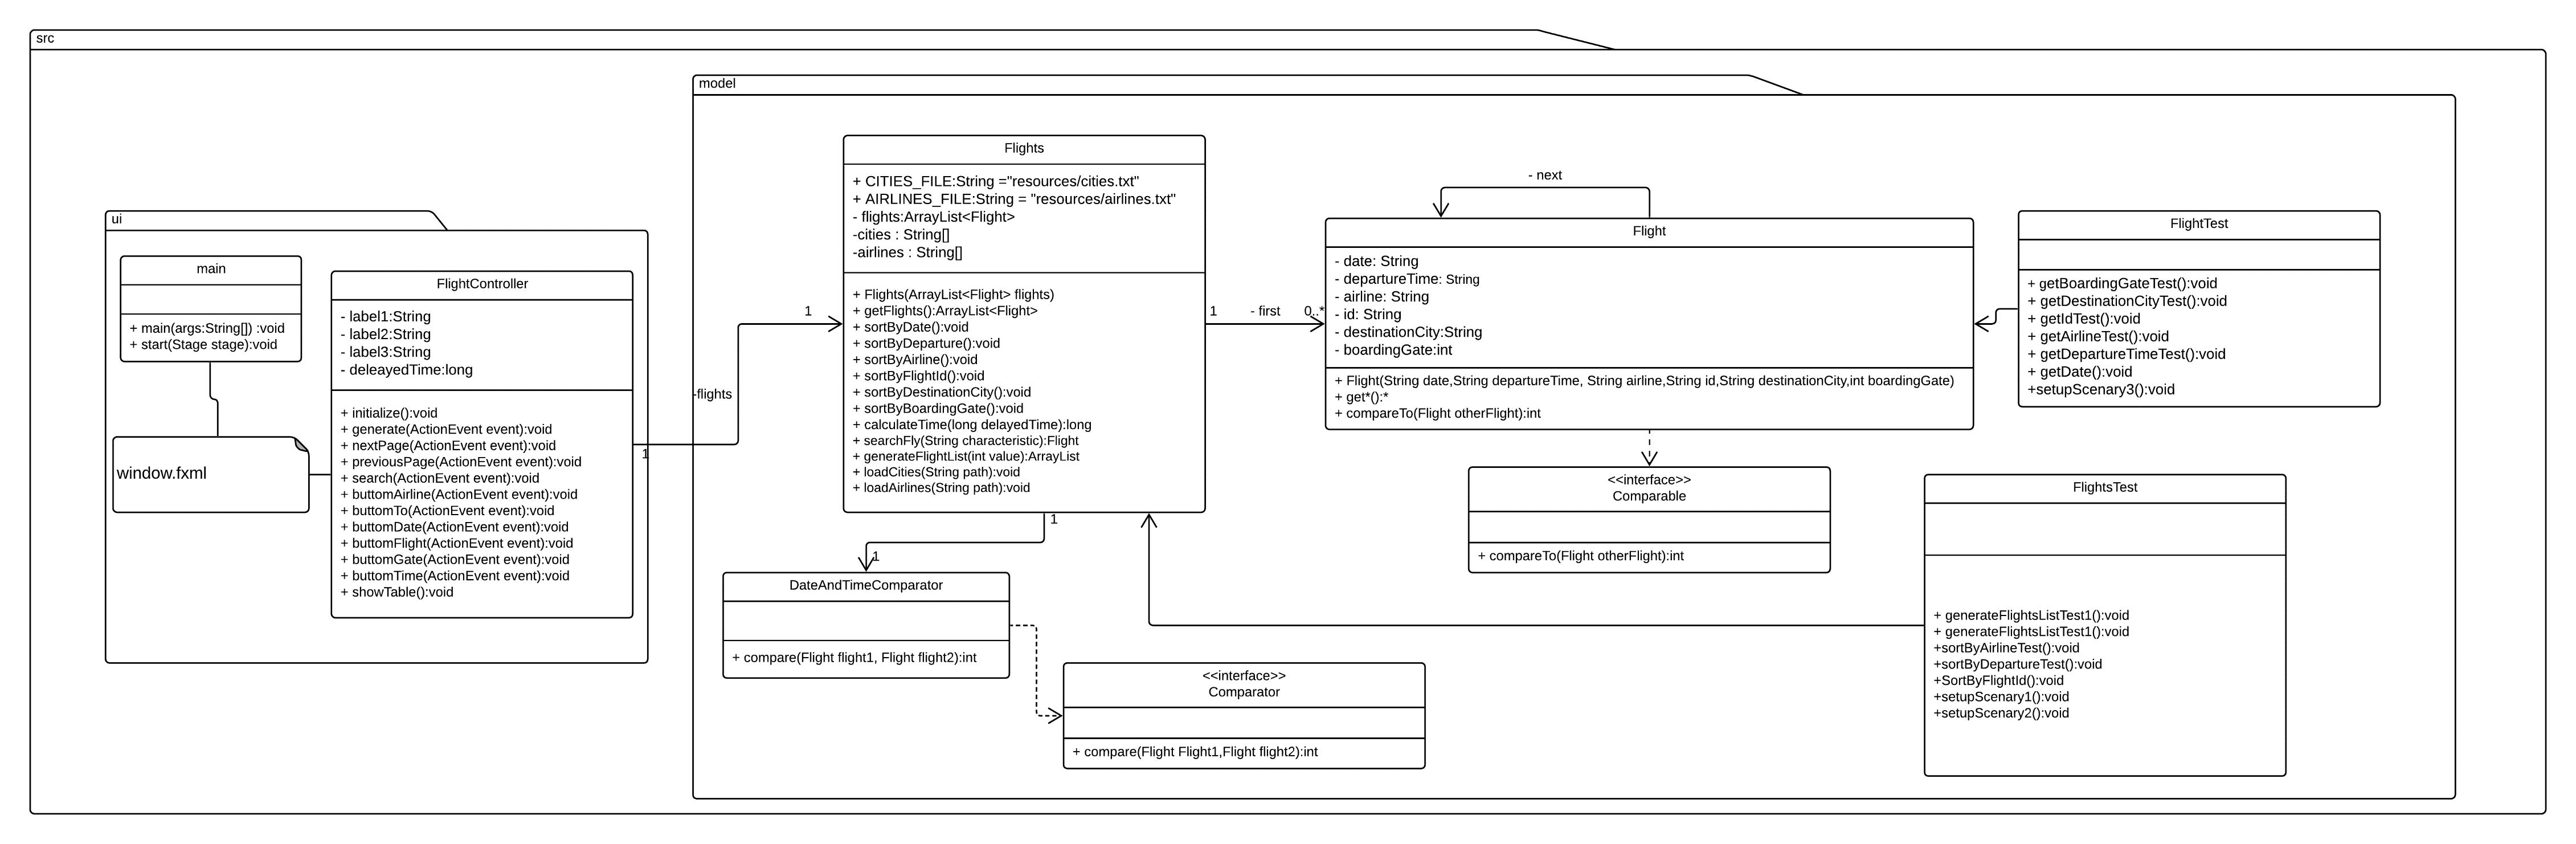 src
model
ui
main
+ main(args:String[]) :void
+ start(Stage stage):void
window.fxml
FlightController
- label1:String
- label2:String
- label3:String
- deleayedTime:long
+ initialize():void
+ generate(ActionEvent event):void
+ nextPage(ActionEvent event):void
+ previousPage(ActionEvent event):void
+ search(ActionEvent event):void
+ buttomAirline(ActionEvent event):void
+ buttomTo(ActionEvent event):void
+ buttomDate(ActionEvent event):void
+ buttomFlight(ActionEvent event):void
+ buttomGate(ActionEvent event):void
+ buttomTime(ActionEvent event):void
+ showTable():void
1
-flights
1
Flights
+ CITIES_FILE:String ="resources/cities.txt"
+ AIRLINES_FILE:String = "resources/airlines.txt"
- flights:ArrayList<Flight>
-cities : String[]
-airlines : String[]
+ Flights(ArrayList<Flight> flights)
+ getFlights():ArrayList<Flight>
+ sortByDate():void
+ sortByDeparture():void
+ sortByAirline():void
+ sortByFlightId():void
+ sortByDestinationCity():void
+ sortByBoardingGate():void
+ calculateTime(long delayedTime):long
+ searchFly(String characteristic):Flight
+ generateFlightList(int value):ArrayList
+ loadCities(String path):void
+ loadAirlines(String path):void
1
- first
0..*
- next
Flight
- date: String
- departureTime: String
- airline: String
- id: String
- destinationCity:String
- boardingGate:int
+ Flight(String date,String departureTime, String airline,String id,String destinationCity,int boardingGate)
+ get*():*
+ compareTo(Flight otherFlight):int
FlightTest
+ getBoardingGateTest():void
+ getDestinationCityTest():void
+ getIdTest():void
+ getAirlineTest():void
+ getDepartureTimeTest():void
+ getDate():void
+setupScenary3():void
<<interface>>
Comparable
+ compareTo(Flight otherFlight):int
FlightsTest
+ generateFlightsListTest1():void
+ generateFlightsListTest1():void
+sortByAirlineTest():void
+sortByDepartureTest():void
+SortByFlightId():void
+setupScenary1():void
+setupScenary2():void
1
1
DateAndTimeComparator
+ compare(Flight flight1, Flight flight2):int
<<interface>>
Comparator
+ compare(Flight Flight1,Flight flight2):int